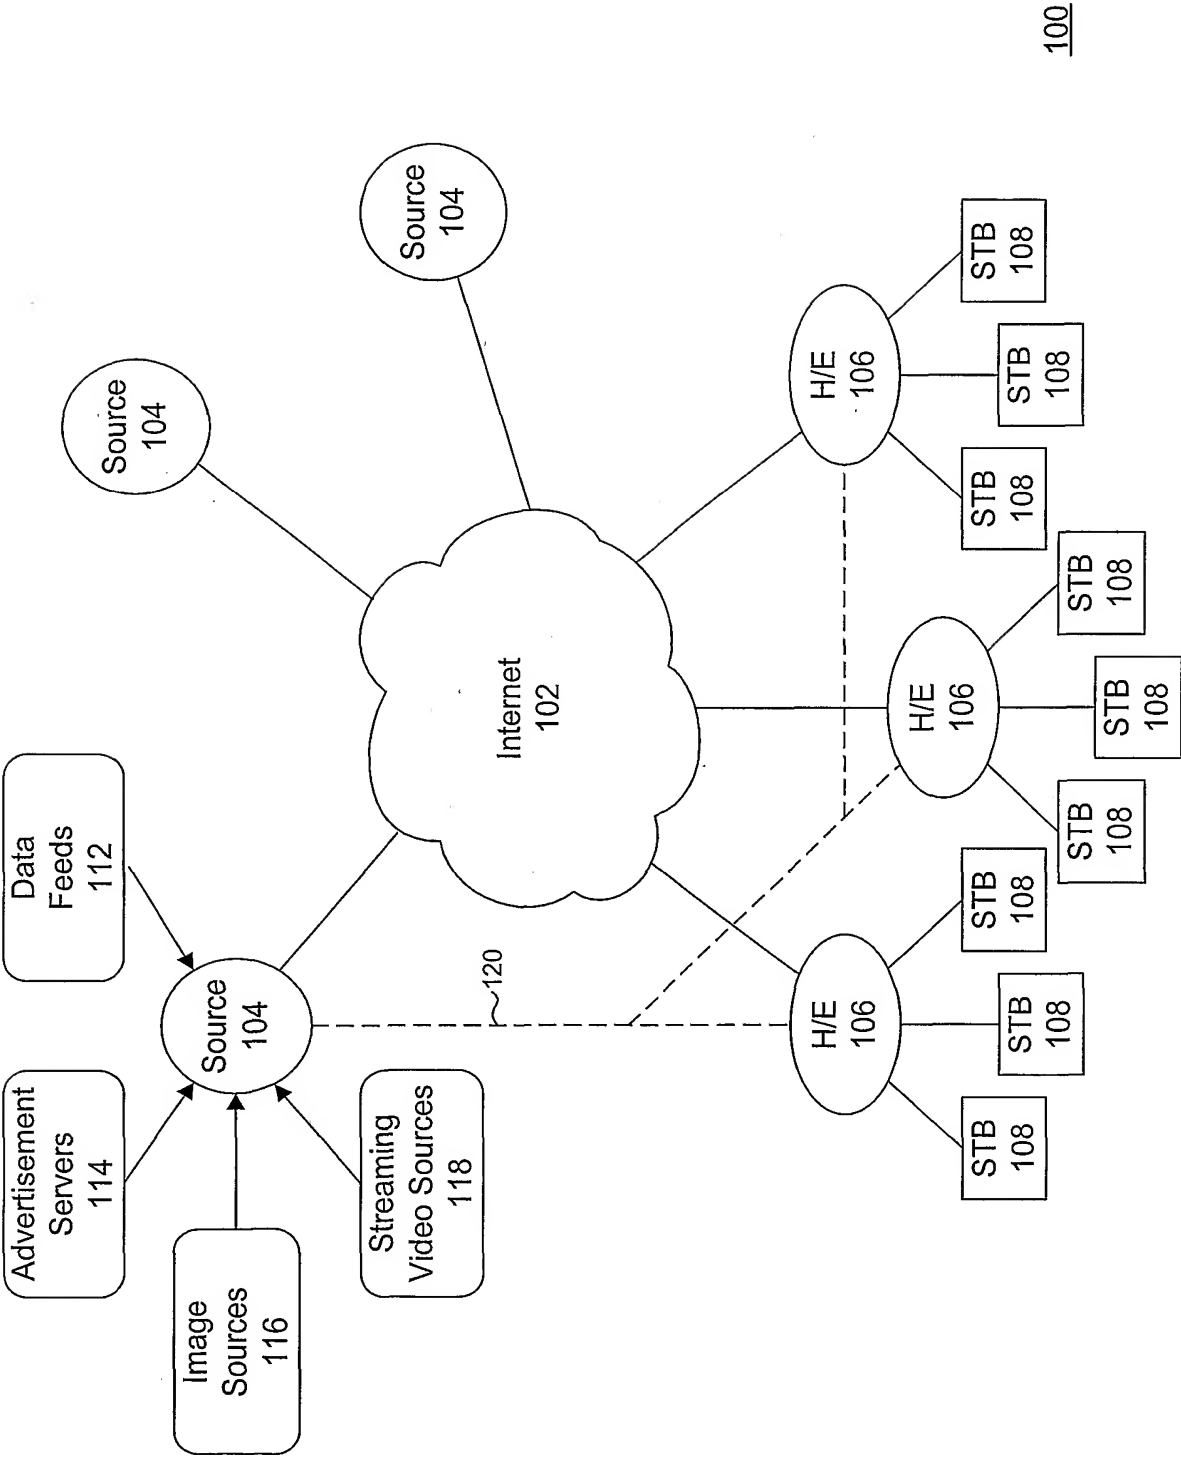 Advertisement
Servers
114
Data
Feeds
112
Image
Sources
116
Source
104
Streaming
Video Sources
118
120
Source
104
Source
104
Internet
102
H/E
106
H/E
106
H/E
106
STB
108
STB
108
STB
108
STB
108
STB
108
STB
108
STB
108
STB
108
STB
108
100